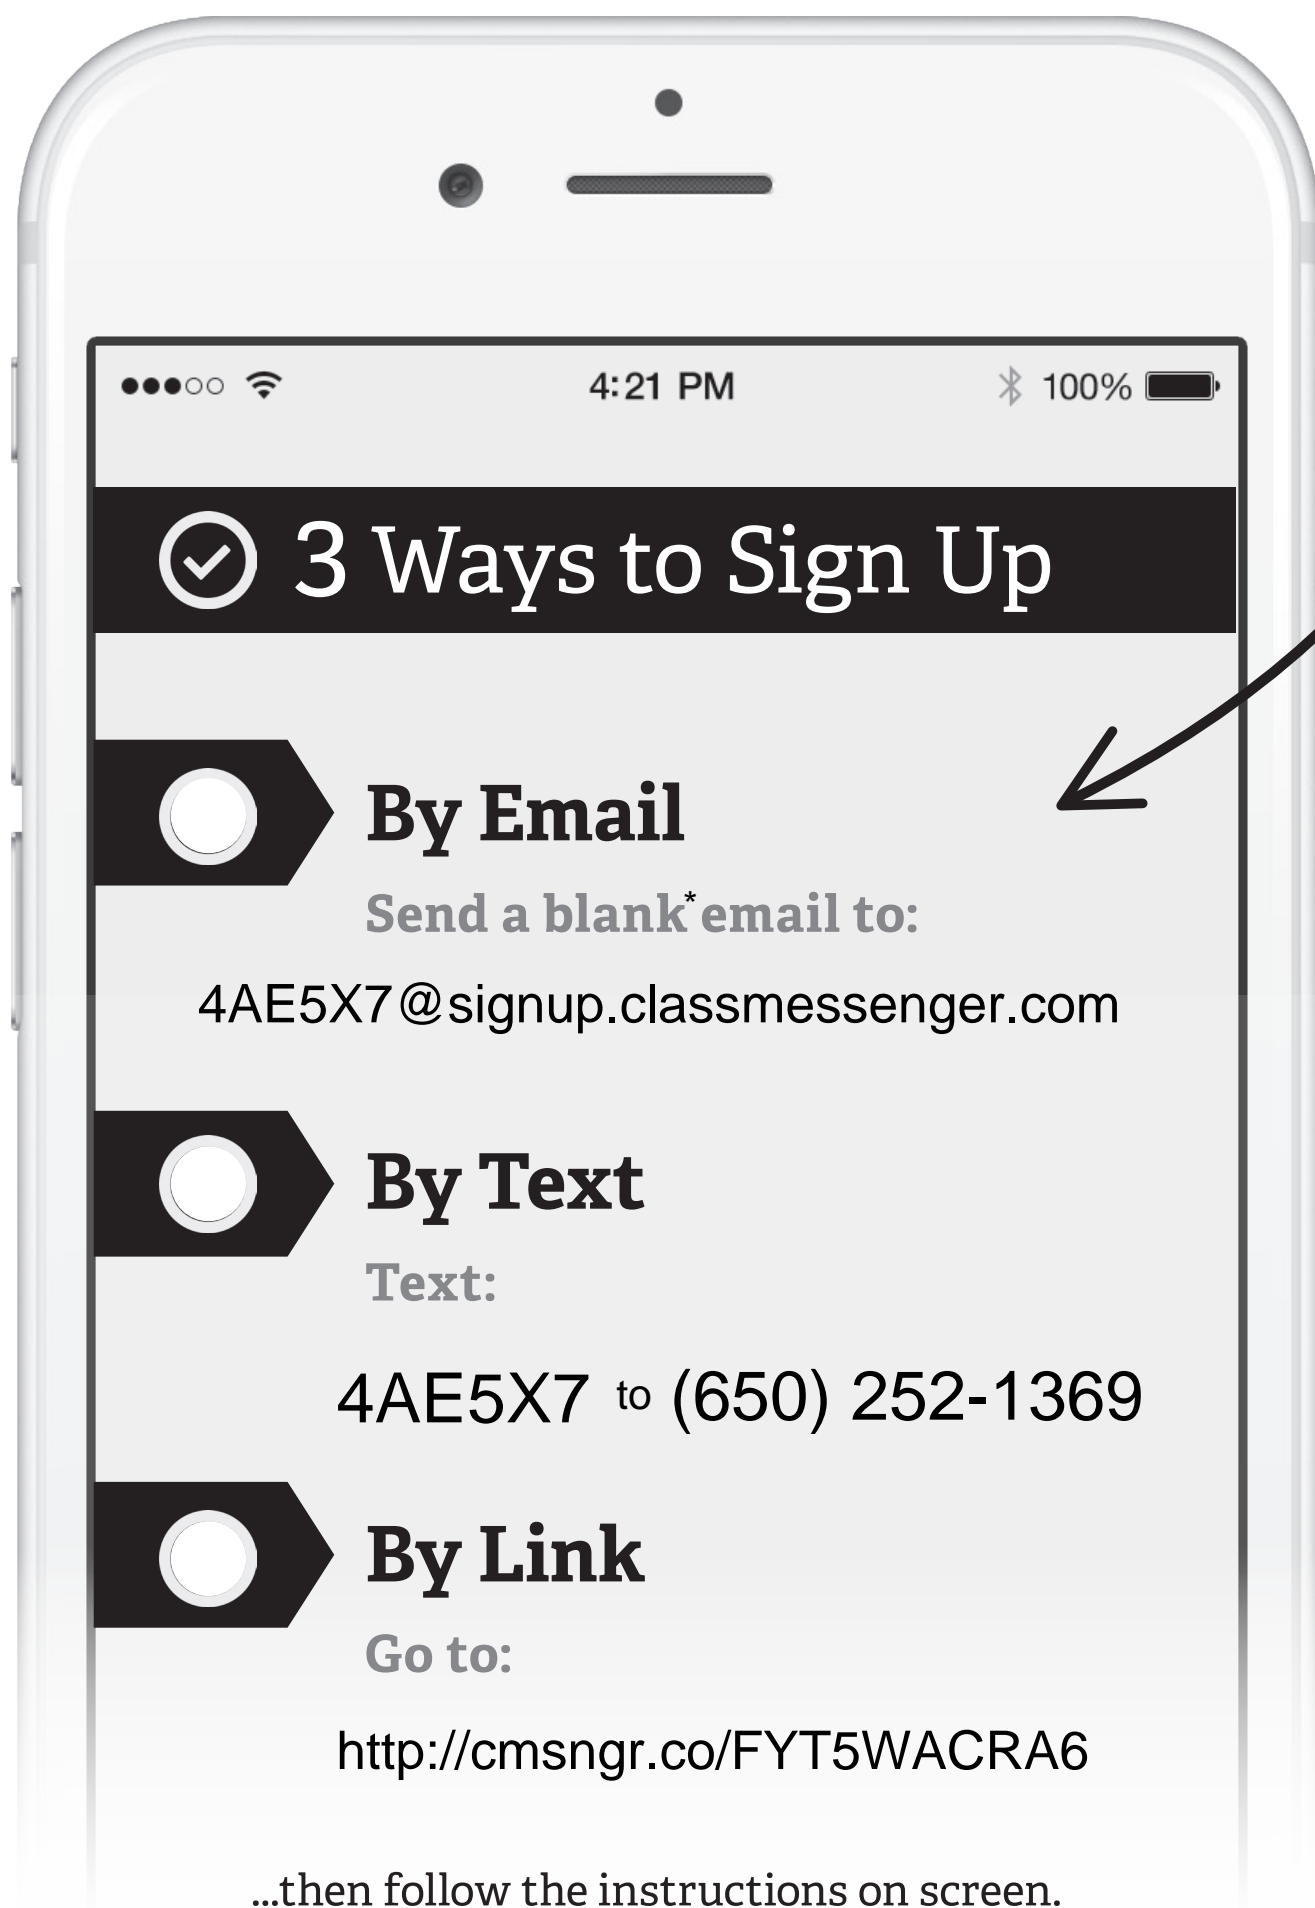 4:21 PM 100%
3 Ways to Sign Up
By Email
Send a blank* email to:
4AE5X7@signup.classmessenger.com
By Text
Text:
4AE5X7 to (650) 252-1369
By Link
Go to:
http://cmsngr.co/FYT5WACRA6
...then follow the instructions on screen.